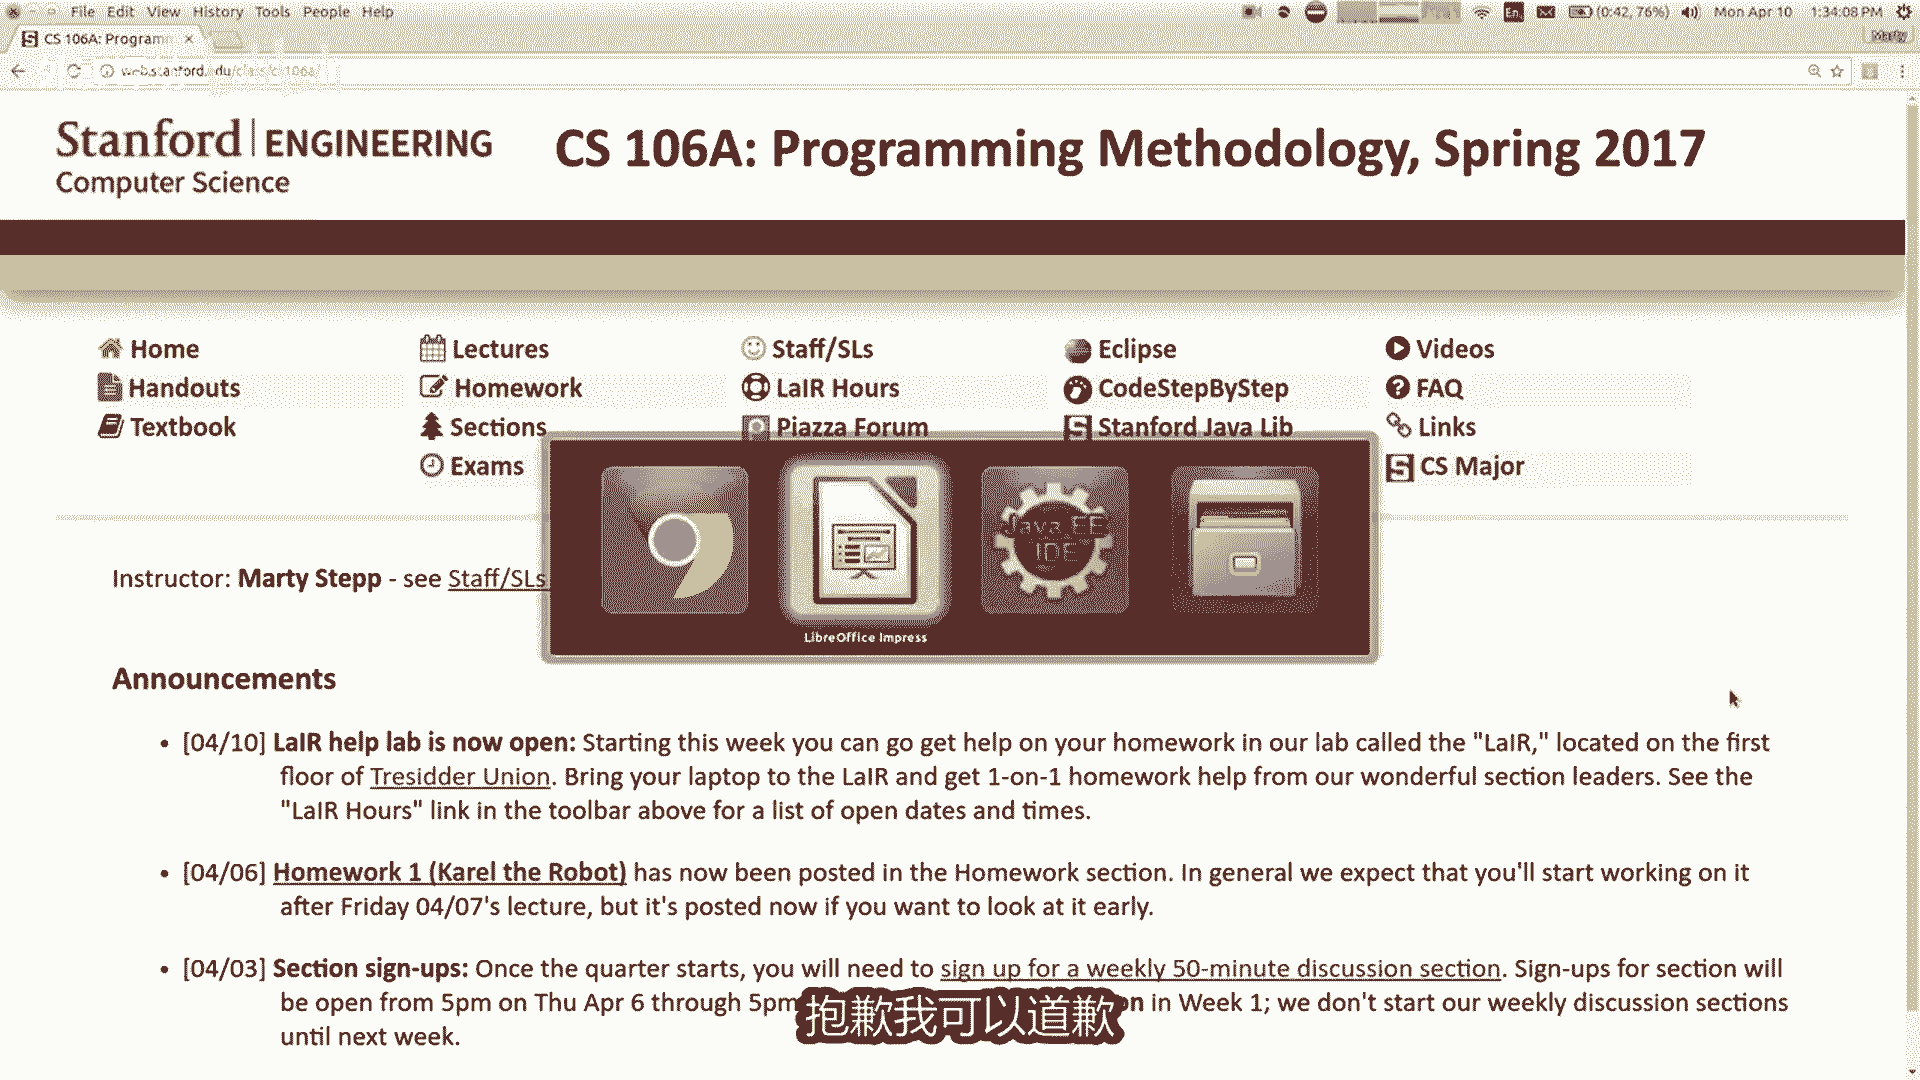 File Edit View History Tools People Help
En (0:42, 76%) Mon Apr 10 1:34:08 PM
CS 106A: Programm Marty
web.stanford.edu/class/cs106a/
Stanford ENGINEERING
Computer Science
CS 106A: Programming Methodology, Spring 2017
Home Lectures Staff/SLs Eclipse Videos
Handouts Homework LaIR Hours CodeStepByStep FAQ
Textbook Sections Piazza Forum Stanford Java Lib Links
Exams CS Major
Java EE
IDE
LibreOffice Impress
Instructor: Marty Stepp - see Staff/SLs
Announcements
• [04/10] LaIR help lab is now open: Starting this week you can go get help on your homework in our lab called the "LaIR," located on the first
floor of Tresidder Union. Bring your laptop to the LaIR and get 1-on-1 homework help from our wonderful section leaders. See the
"LaIR Hours" link in the toolbar above for a list of open dates and times.
• [04/06] Homework 1 (Karel the Robot) has now been posted in the Homework section. In general we expect that you'll start working on it
after Friday 04/07's lecture, but it's posted now if you want to look at it early.
• [04/03] Section sign-ups: Once the quarter starts, you will need to sign up for a weekly 50-minute discussion section. Sign-ups for section will
be open from 5pm on Thu Apr 6 through 5pm in Week 1; we don't start our weekly discussion sections
until next week.
抱歉我可以道歉